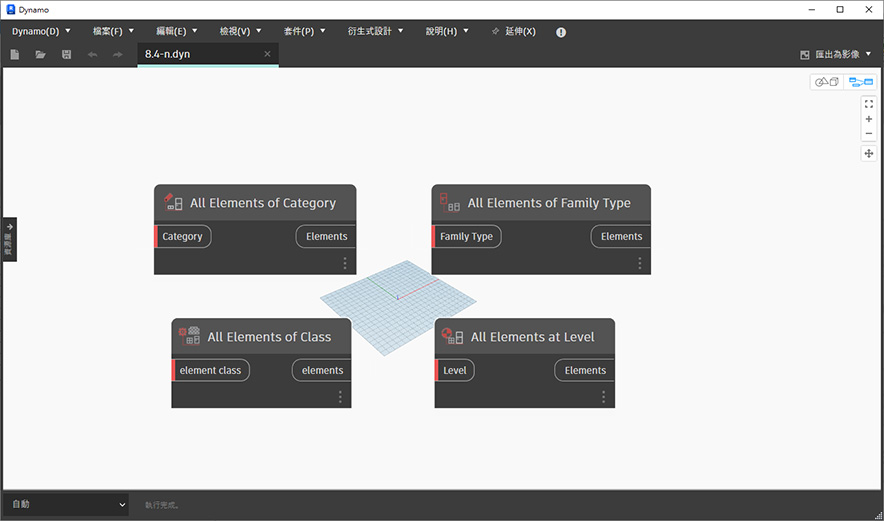 Dynamo
Dynamo(D) 檔案(F) 編輯(E) 檢視(V) 套件(P) 衍生式設計 說明(H) 延伸(X)
8.4-n.dyn 匯出為影像
All Elements of Category
Category Elements
All Elements of Family Type
Family Type Elements
資源庫
All Elements of Class
element class elements
All Elements at Level
Level Elements
自動 執行完成。